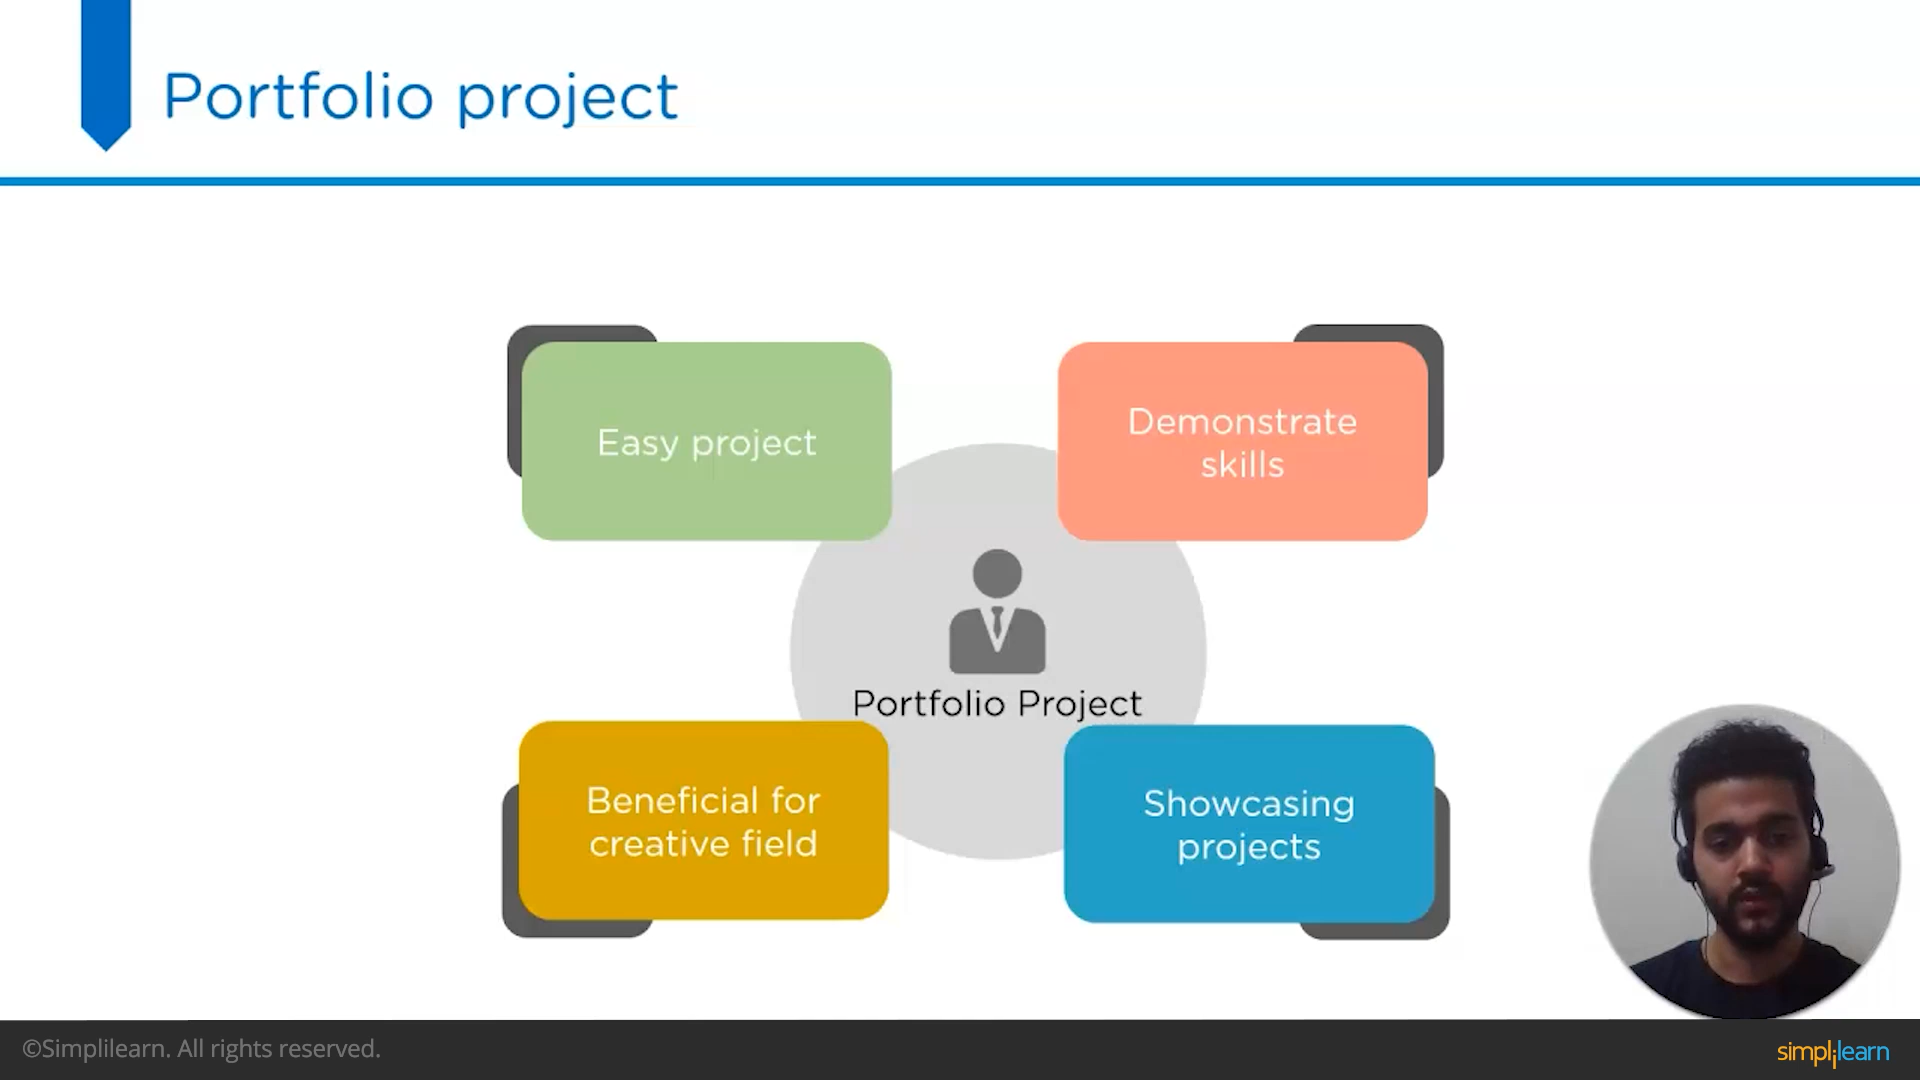 Portfolio project
Easy project
Demonstrate
skills
Portfolio Project
Beneficial for
creative field
Showcasing
projects
©Simplilearn. All rights reserved.
simplilearn